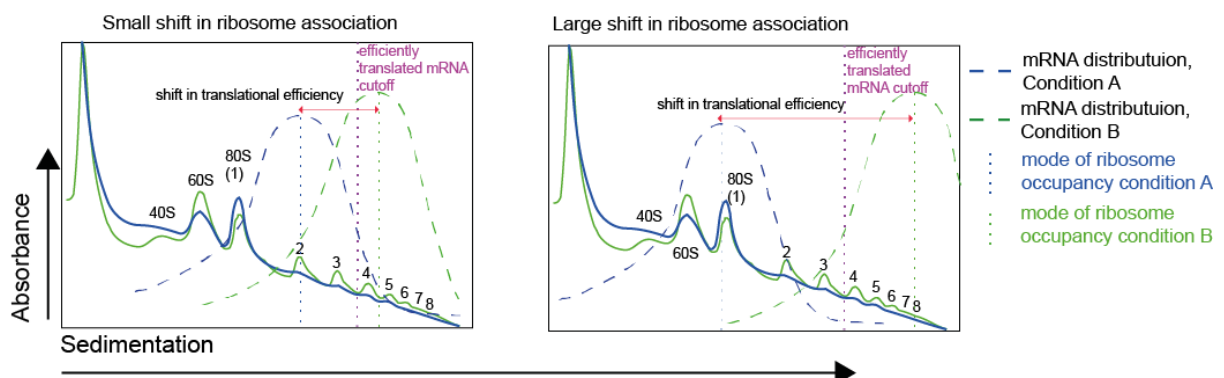 Small shift in ribosome association
efficiently
translated mRNA
cutoff
shift in translational efficiency
80S
(1)
60S
40S
2
3
4
5
6
7
8
Large shift in ribosome association
efficiently
translated
mRNA cutoff
shift in translational efficiency
80S
(1)
40S
60S
2
3
4
5
6
7
8
mRNA distributuion,
Condition A
mRNA distributuion,
Condition B
mode of ribosome
occupancy condition A
mode of ribosome
occupancy condition B
Absorbance
Sedimentation